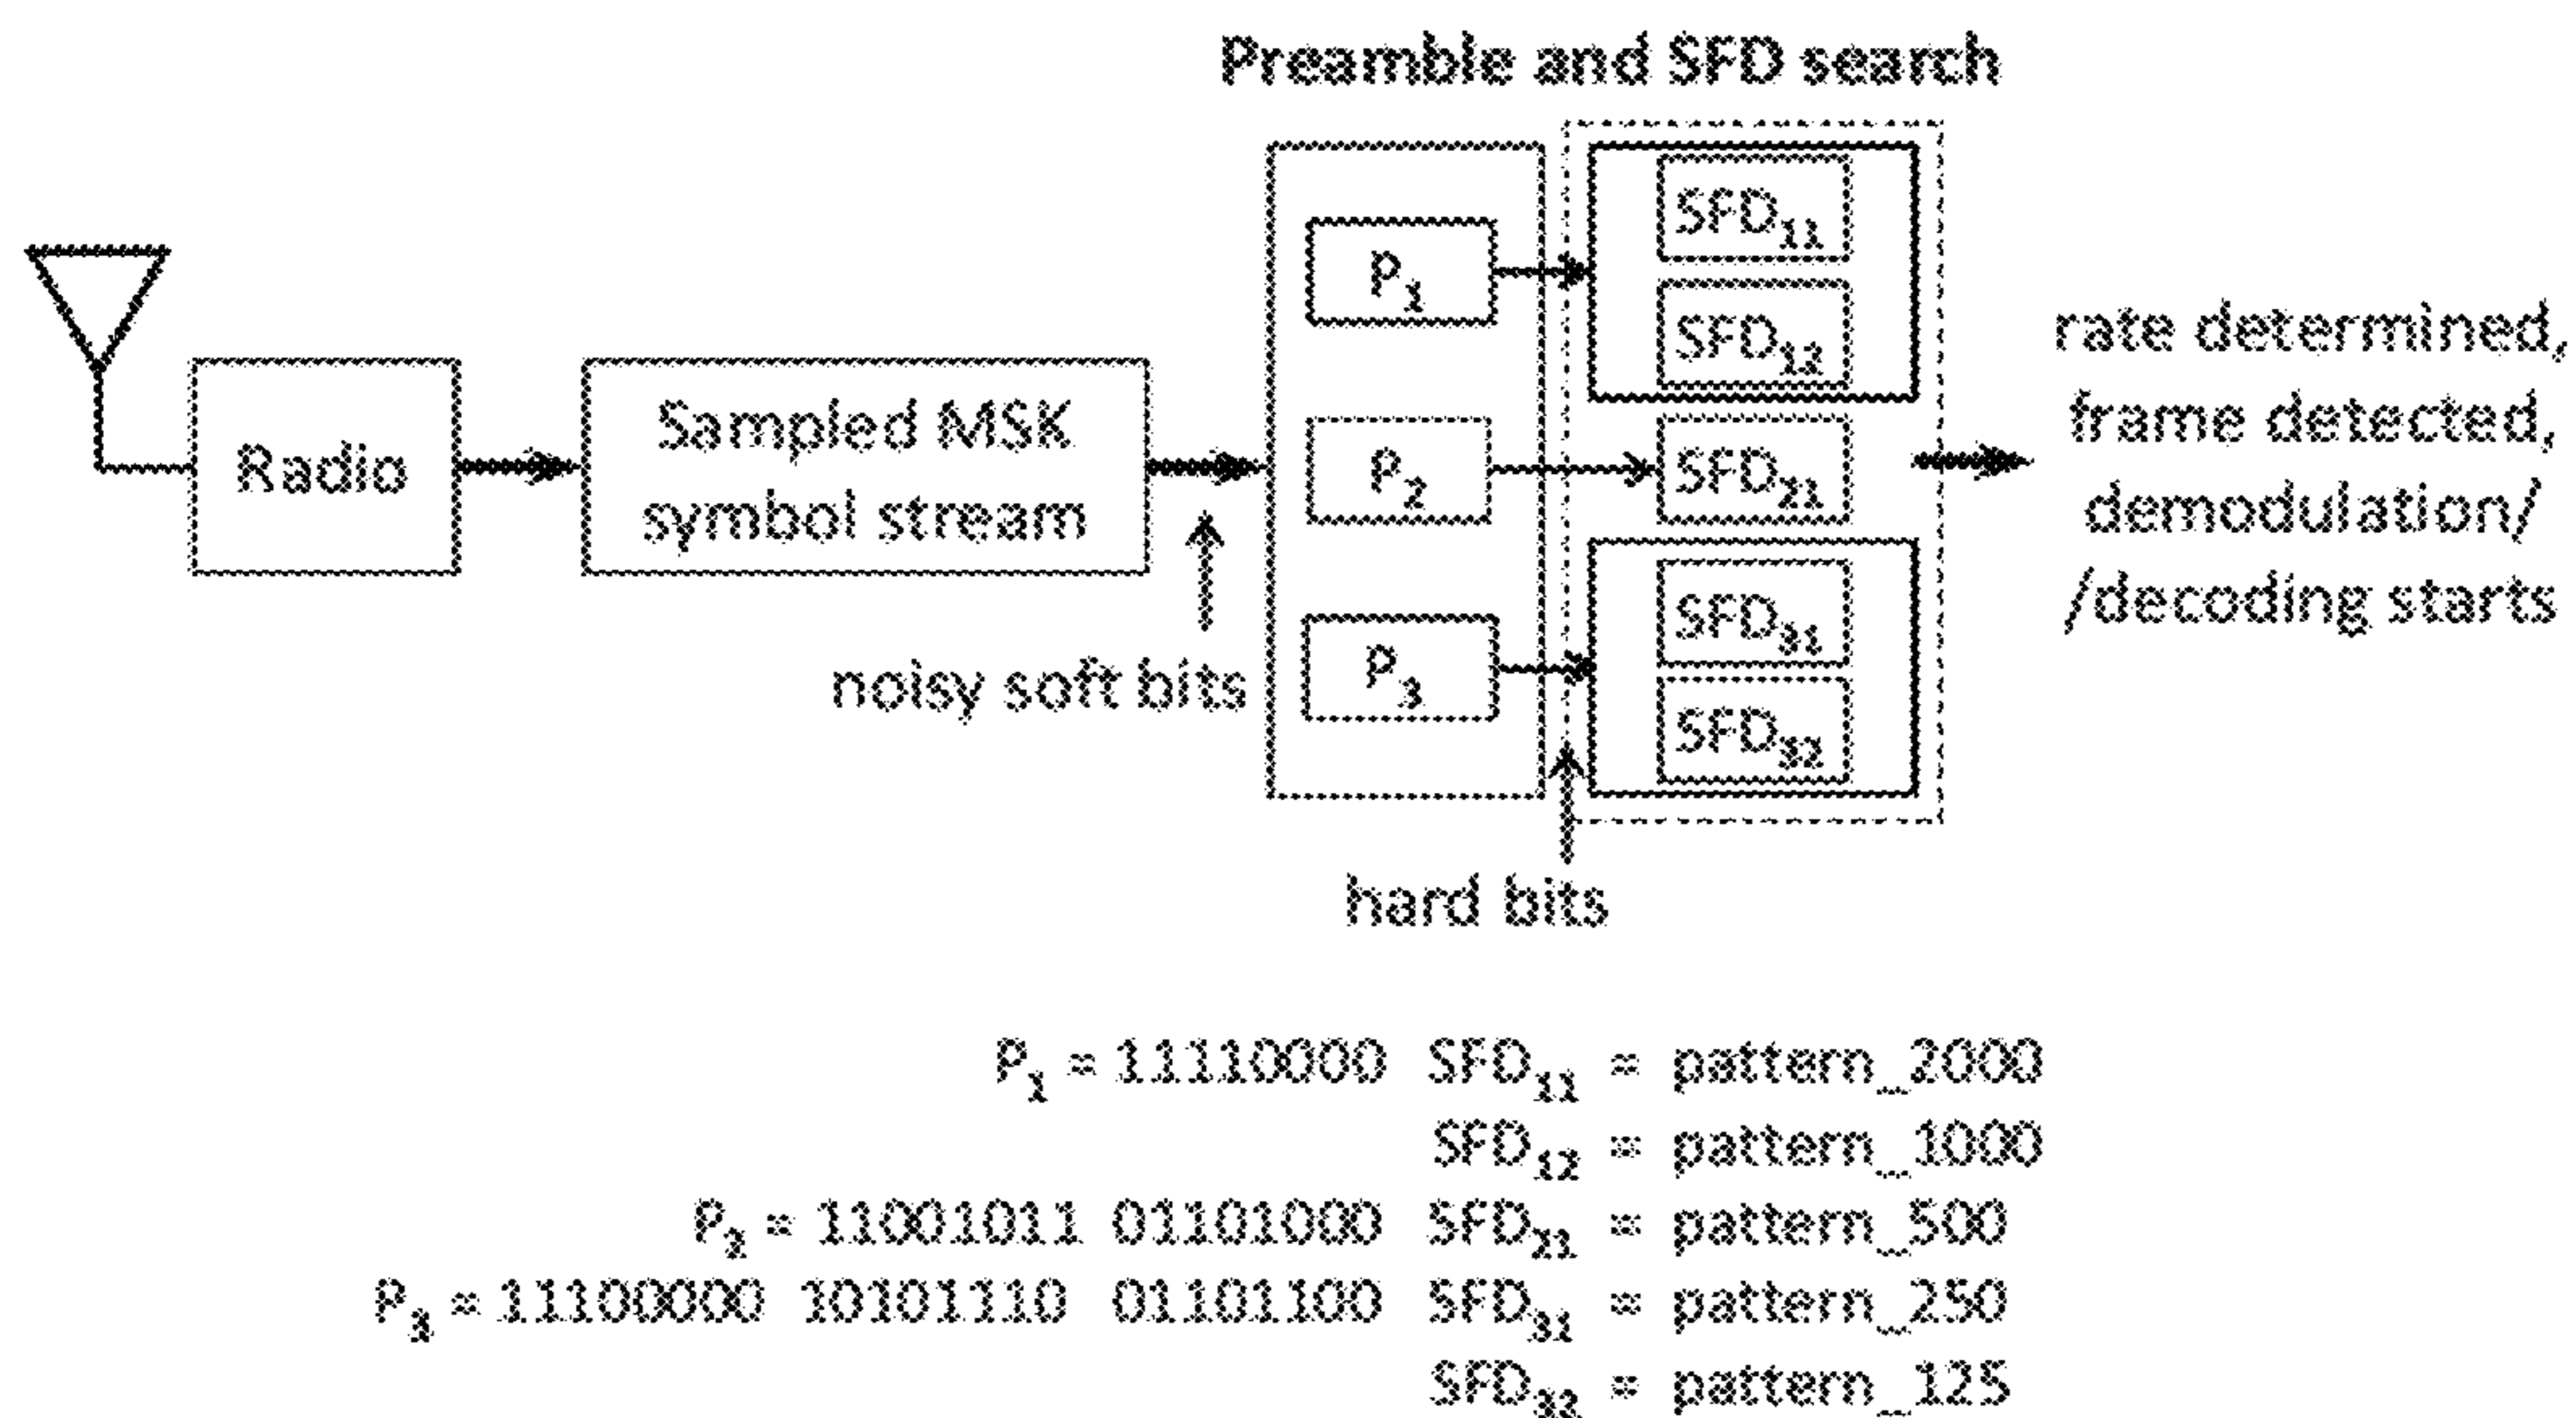 Preamble and SFD search
Radio
Sampled MSK
symbol stream
noisy soft bits
P₁
P₂
P₃
SFD₁₁
SFD₁₂
SFD₂₁
SFD₃₁
SFD₃₂
hard bits
rate determined,
frame detected,
demodulation/
/decoding starts
P₁ = 11110000 SFD₁₁ = pattern_2000
SFD₁₂ = pattern_1000
P₂ = 11001011 01101000 SFD₂₁ = pattern_500
P₃ = 11100000 10101110 01101100 SFD₃₁ = pattern_250
SFD₃₂ = pattern_125